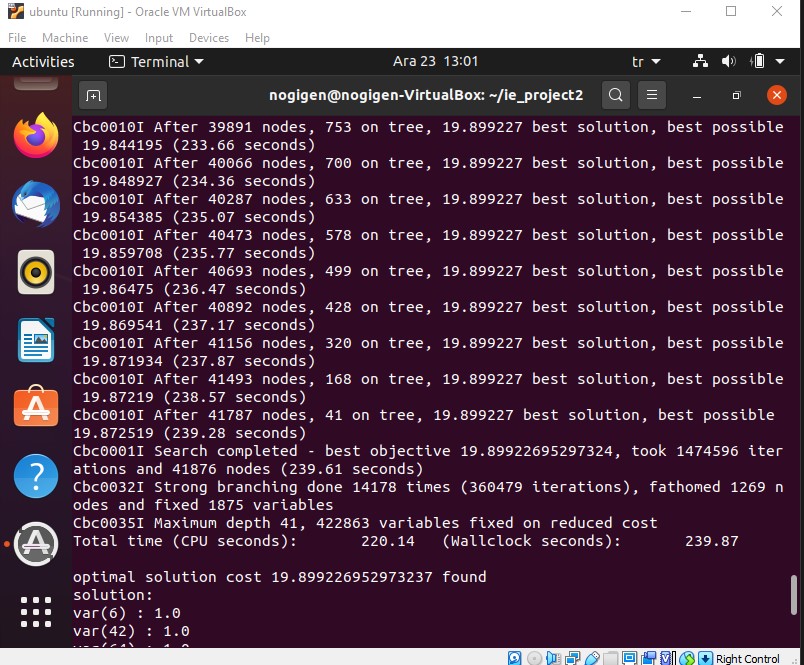 ubuntu [Running] - Oracle VM VirtualBox
File Machine View Input Devices Help
Activities Terminal Ara 23 13:01 tr
nogigen@nogigen-VirtualBox: ~/ie_project2
Cbc0010I After 39891 nodes, 753 on tree, 19.899227 best solution, best possible
19.844195 (233.66 seconds)
Cbc0010I After 40066 nodes, 700 on tree, 19.899227 best solution, best possible
19.848927 (234.36 seconds)
Cbc0010I After 40287 nodes, 633 on tree, 19.899227 best solution, best possible
19.854385 (235.07 seconds)
Cbc0010I After 40473 nodes, 578 on tree, 19.899227 best solution, best possible
19.859708 (235.77 seconds)
Cbc0010I After 40693 nodes, 499 on tree, 19.899227 best solution, best possible
19.86475 (236.47 seconds)
Cbc0010I After 40892 nodes, 428 on tree, 19.899227 best solution, best possible
19.869541 (237.17 seconds)
Cbc0010I After 41156 nodes, 320 on tree, 19.899227 best solution, best possible
19.871934 (237.87 seconds)
Cbc0010I After 41493 nodes, 168 on tree, 19.899227 best solution, best possible
19.87219 (238.57 seconds)
Cbc0010I After 41787 nodes, 41 on tree, 19.899227 best solution, best possible
19.872519 (239.28 seconds)
Cbc0001I Search completed - best objective 19.89922695297324, took 1474596 iter
ations and 41876 nodes (239.61 seconds)
Cbc0032I Strong branching done 14178 times (360479 iterations), fathomed 1269 n
odes and fixed 1875 variables
Cbc0035I Maximum depth 41, 422863 variables fixed on reduced cost
Total time (CPU seconds): 220.14 (Wallclock seconds): 239.87
optimal solution cost 19.899226952973237 found
solution:
var(6) : 1.0
var(42) : 1.0
Right Control